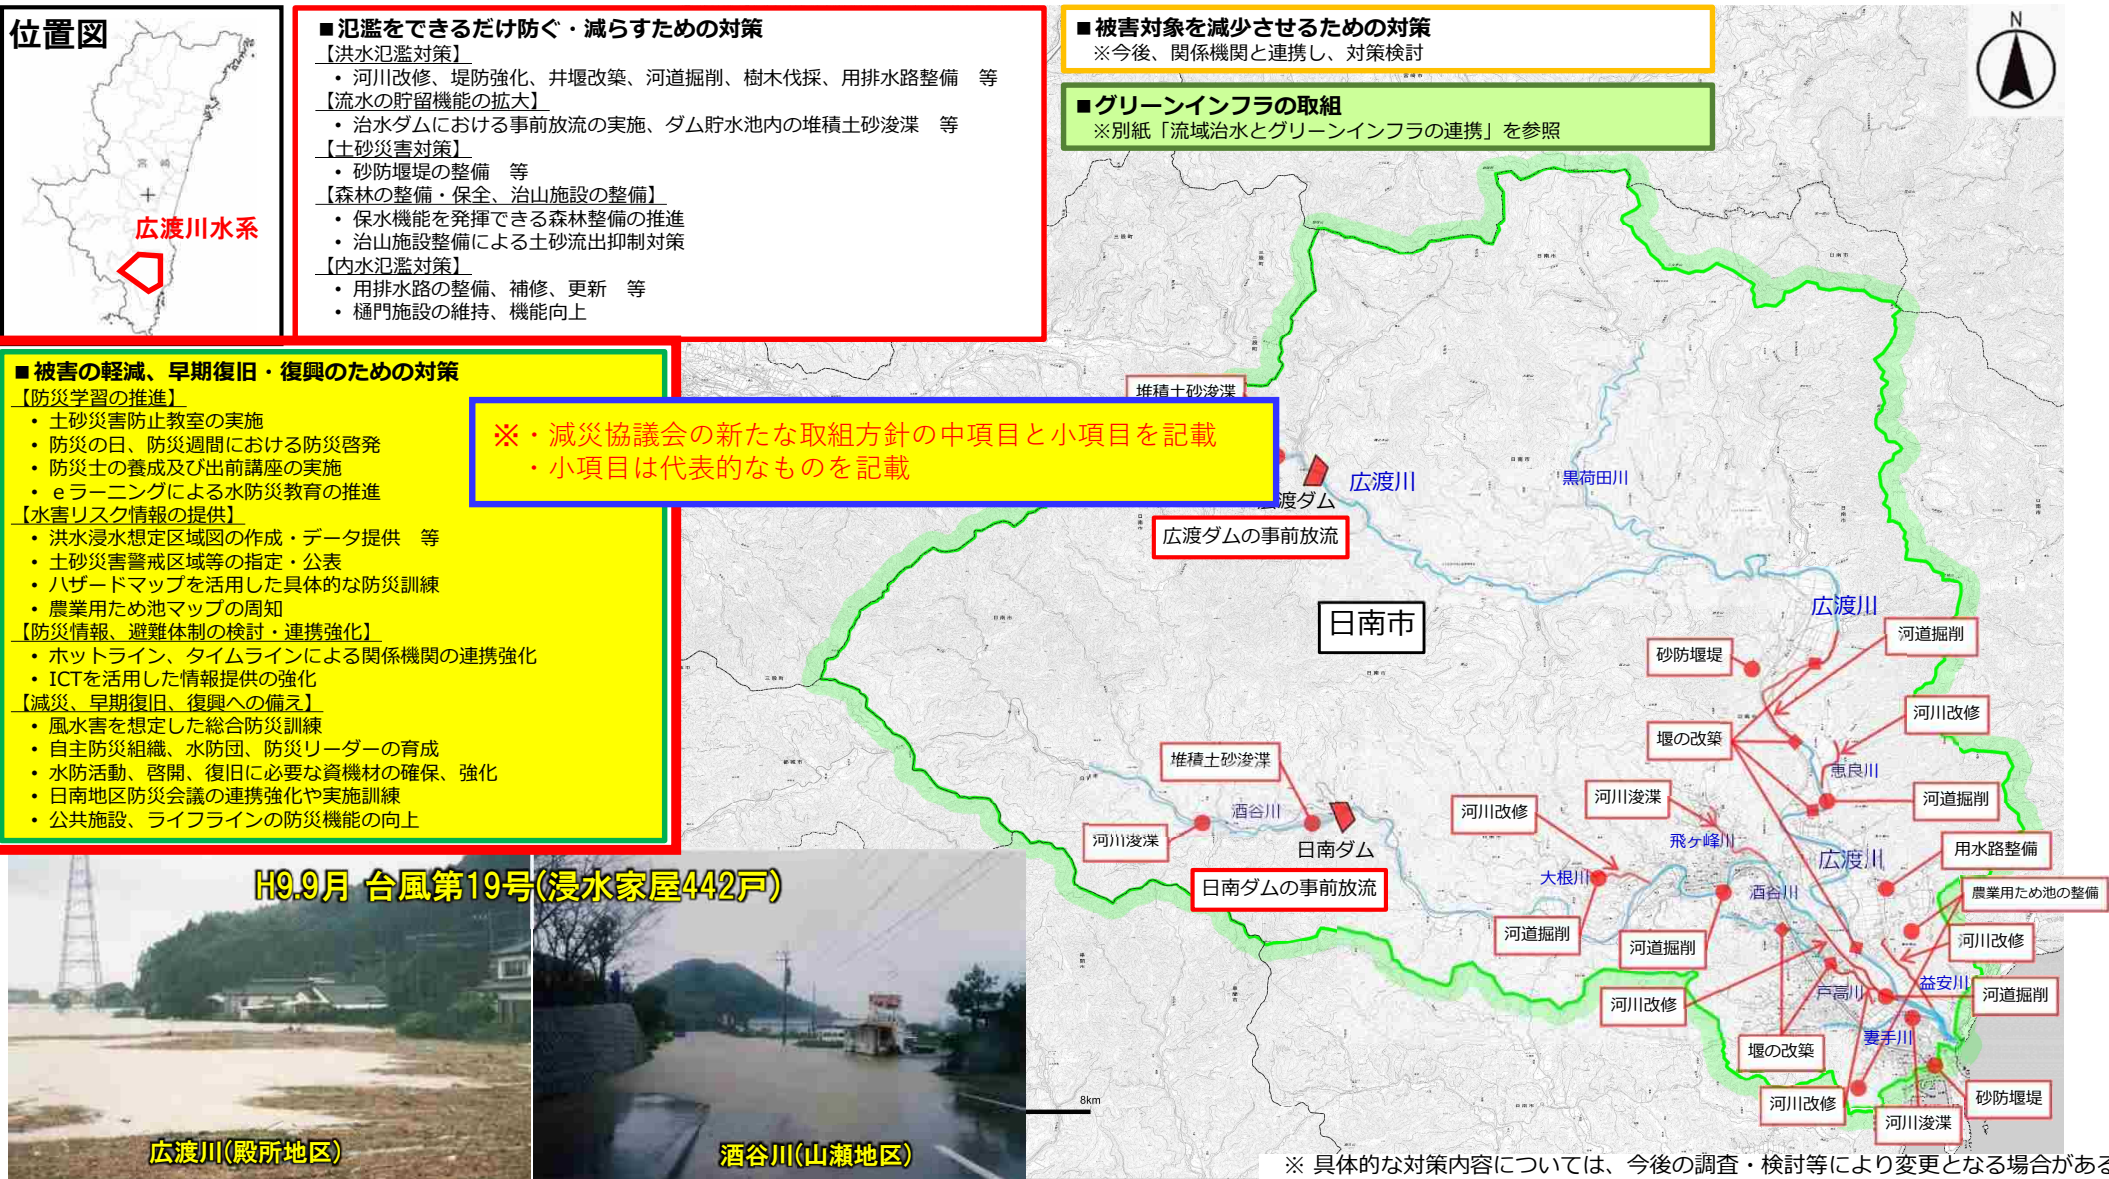 位置図
宮崎
広渡川水系
■氾濫をできるだけ防ぐ・減らすための対策
【洪水氾濫対策】
・ 河川改修、堤防強化、井堰改築、河道掘削、樹木伐採、用排水路整備　等
【流水の貯留機能の拡大】
・ 治水ダムにおける事前放流の実施、ダム貯水池内の堆積土砂浚渫　等
【土砂災害対策】
・ 砂防堰堤の整備　等
【森林の整備・保全、治山施設の整備】
・ 保水機能を発揮できる森林整備の推進
・ 治山施設整備による土砂流出抑制対策
【内水氾濫対策】
・ 用排水路の整備、補修、更新　等
・ 樋門施設の維持、機能向上
■被害対象を減少させるための対策
※今後、関係機関と連携し、対策検討
■グリーンインフラの取組
※別紙「流域治水とグリーンインフラの連携」を参照
N
■被害の軽減、早期復旧・復興のための対策
【防災学習の推進】
・ 土砂災害防止教室の実施
・ 防災の日、防災週間における防災啓発
・ 防災士の養成及び出前講座の実施
・ eラーニングによる水防災教育の推進
【水害リスク情報の提供】
・ 洪水浸水想定区域図の作成・データ提供　等
・ 土砂災害警戒区域等の指定・公表
・ ハザードマップを活用した具体的な防災訓練
・ 農業用ため池マップの周知
【防災情報、避難体制の検討・連携強化】
・ ホットライン、タイムラインによる関係機関の連携強化
・ ICTを活用した情報提供の強化
【減災、早期復旧、復興への備え】
・ 風水害を想定した総合防災訓練
・ 自主防災組織、水防団、防災リーダーの育成
・ 水防活動、啓開、復旧に必要な資機材の確保、強化
・ 日南地区防災会議の連携強化や実施訓練
・ 公共施設、ライフラインの防災機能の向上
※・減災協議会の新たな取組方針の中項目と小項目を記載
・小項目は代表的なものを記載
堆積土砂浚渫
広渡川
黒荷田川
広渡ダム
広渡ダムの事前放流
日南市
広渡川
河道掘削
砂防堰堤
河川改修
堰の改築
恵良川
堆積土砂浚渫
河川浚渫
河道掘削
酒谷川
河川改修
飛ヶ峰川
河川浚渫
日南ダム
広渡川
用水路整備
大根川
酒谷川
日南ダムの事前放流
農業用ため池の整備
河道掘削
河道掘削
河川改修
益安川
戸高川
河川改修
河道掘削
妻手川
堰の改築
河川改修
砂防堰堤
河川浚渫
8km
H9.9月 台風第19号(浸水家屋442戸)
広渡川(殿所地区)
酒谷川(山瀬地区)
※ 具体的な対策内容については、今後の調査・検討等により変更となる場合がある